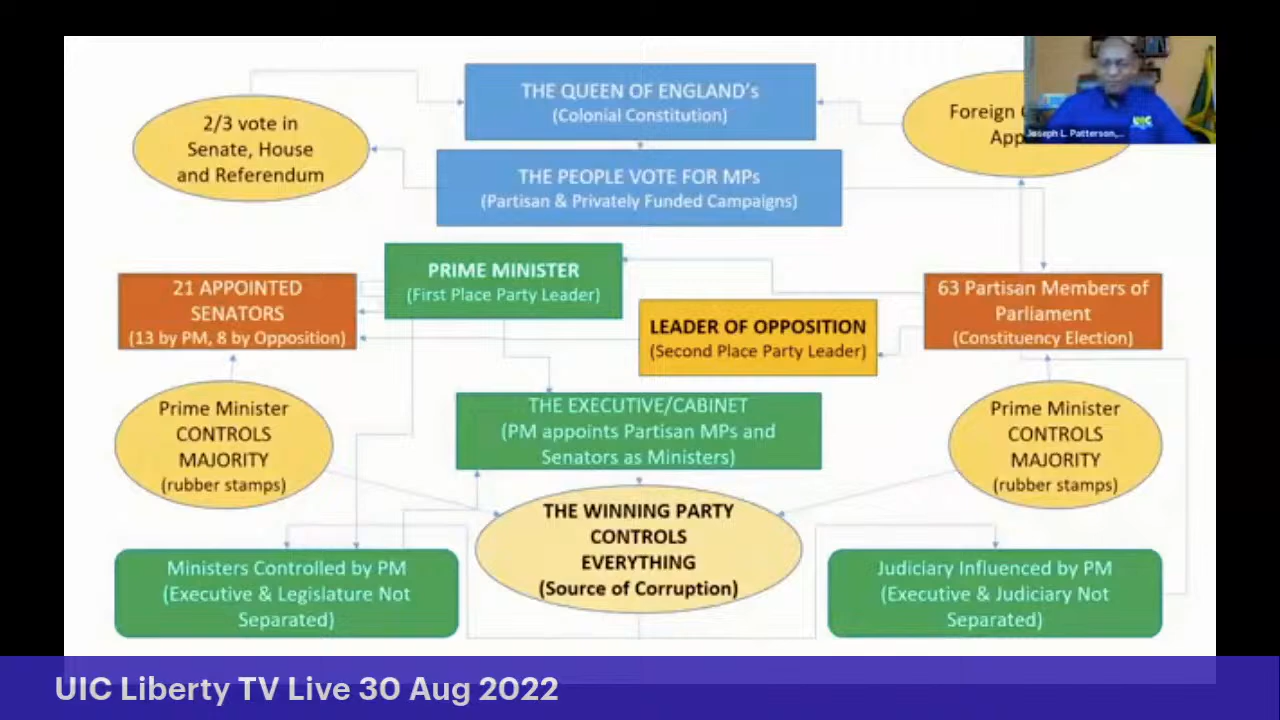 THE QUEEN OF ENGLAND's
(Colonial Constitution)
2/3 vote in
Senate, House
and Referendum
Foreign
App
Joseph L. Patterson,...
UIC
THE PEOPLE VOTE FOR MPs
(Partisan & Privately Funded Campaigns)
PRIME MINISTER
(First Place Party Leader)
21 APPOINTED
SENATORS
(13 by PM, 8 by Opposition)
LEADER OF OPPOSITION
(Second Place Party Leader)
63 Partisan Members of
Parliament
(Constituency Election)
Prime Minister
CONTROLS
MAJORITY
(rubber stamps)
THE EXECUTIVE/CABINET
(PM appoints Partisan MPs and
Senators as Ministers)
Prime Minister
CONTROLS
MAJORITY
(rubber stamps)
THE WINNING PARTY
CONTROLS
EVERYTHING
(Source of Corruption)
Ministers Controlled by PM
(Executive & Legislature Not
Separated)
Judiciary Influenced by PM
(Executive & Judiciary Not
Separated)
UIC Liberty TV Live 30 Aug 2022